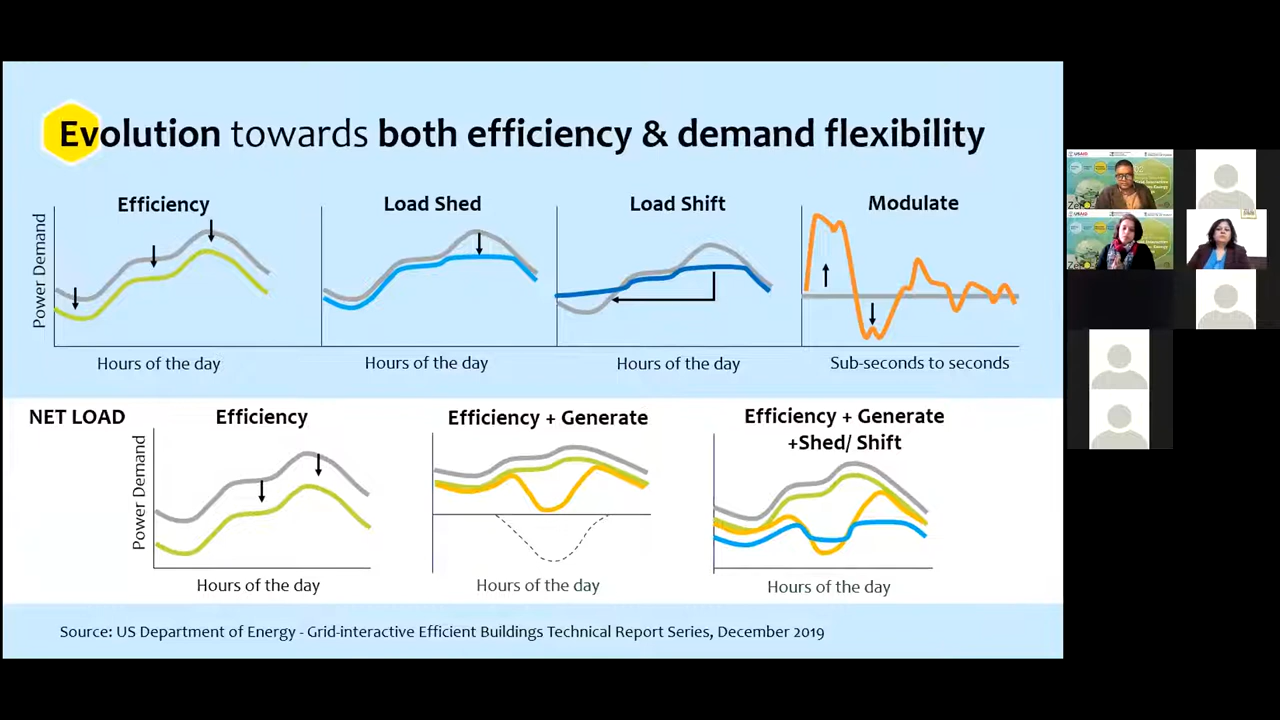 Evolution towards both efficiency & demand flexibility
Efficiency
Load Shed
Load Shift
Modulate
Power Demand
Hours of the day
Hours of the day
Hours of the day
Sub-seconds to seconds
NET LOAD
Efficiency
Efficiency + Generate
Efficiency + Generate
+Shed/ Shift
Power Demand
Hours of the day
Hours of the day
Hours of the day
Source: US Department of Energy - Grid-interactive Efficient Buildings Technical Report Series, December 2019
USAID
USAID